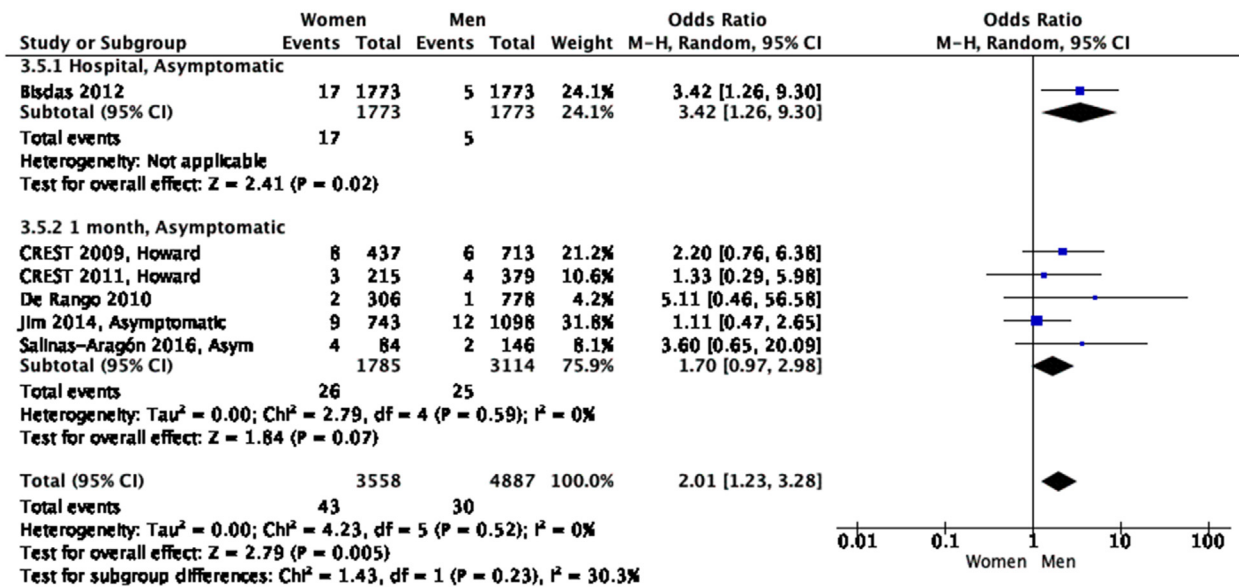 Women Men Odds Ratio Odds Ratio
Study or Subgroup Events Total Events Total Weight M-H, Random, 95% CI M-H, Random, 95% CI
3.5.1 Hospital, Asymptomatic
Bisdas 2012 17 1773 5 1773 24.1% 3.42 [1.26, 9.30]
Subtotal (95% CI) 1773 1773 24.1% 3.42 [1.26, 9.30]
Total events 17 5
Heterogeneity: Not applicable
Test for overall effect: Z = 2.41 (P = 0.02)
3.5.2 1 month, Asymptomatic
CREST 2009, Howard 8 437 6 713 21.2% 2.20 [0.76, 6.38]
CREST 2011, Howard 3 215 4 379 10.6% 1.33 [0.29, 5.98]
De Rango 2010 2 306 1 778 4.2% 5.11 [0.46, 56.58]
Jim 2014, Asymptomatic 9 743 12 1098 31.8% 1.11 [0.47, 2.65]
Salinas-Aragón 2016, Asym 4 84 2 146 8.1% 3.60 [0.65, 20.09]
Subtotal (95% CI) 1785 3114 75.9% 1.70 [0.97, 2.98]
Total events 26 25
Heterogeneity: Tau² = 0.00; Chi² = 2.79, df = 4 (P = 0.59); I² = 0%
Test for overall effect: Z = 1.84 (P = 0.07)
Total (95% CI) 3558 4887 100.0% 2.01 [1.23, 3.28]
Total events 43 30
Heterogeneity: Tau² = 0.00; Chi² = 4.23, df = 5 (P = 0.52); I² = 0%
Test for overall effect: Z = 2.79 (P = 0.005)
Test for subgroup differences: Chi² = 1.43, df = 1 (P = 0.23), I² = 30.3%
0.01 0.1 1 10 100
Women Men